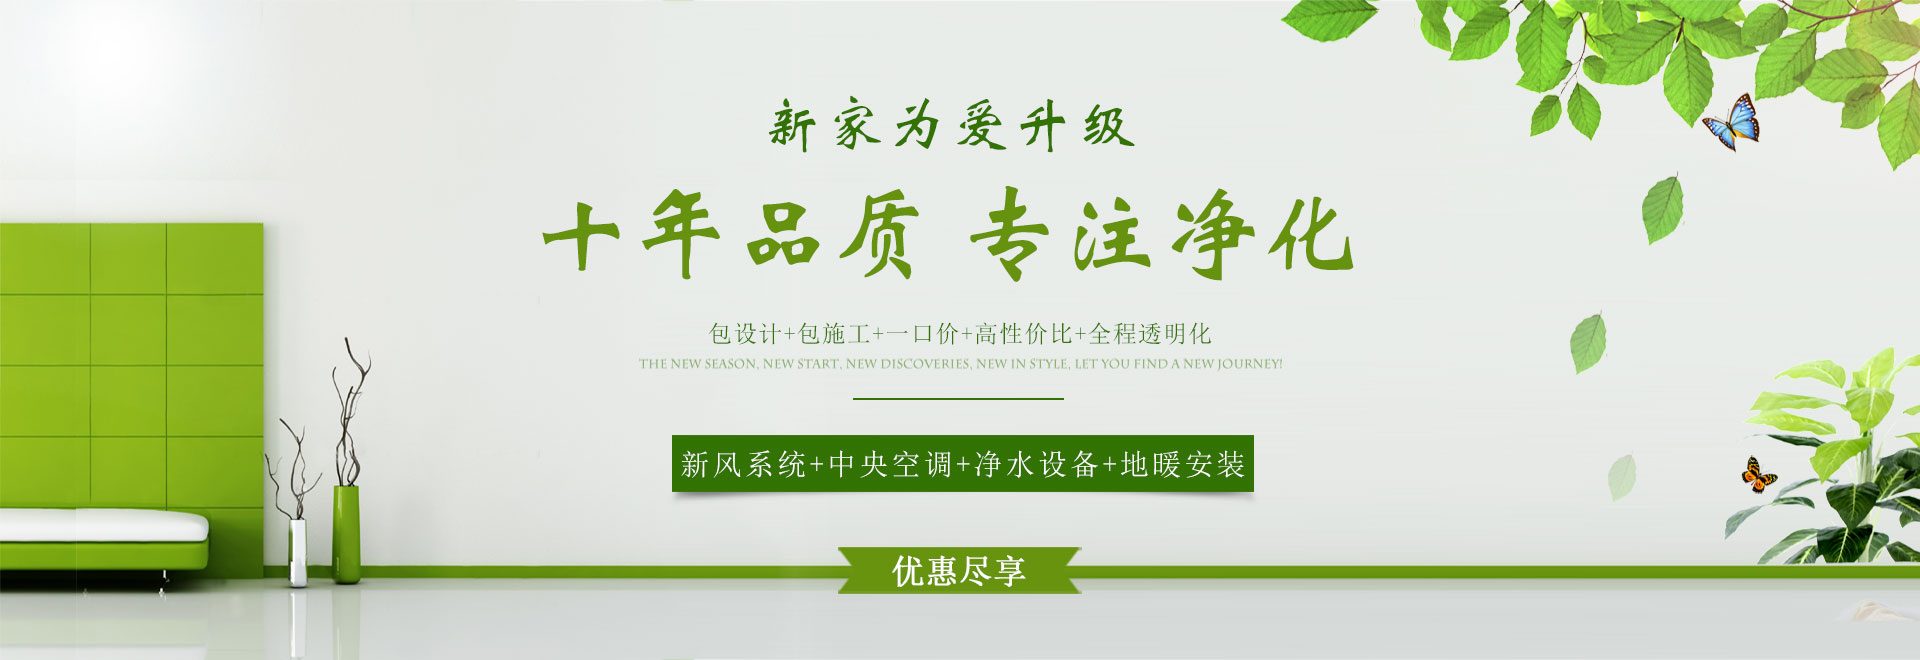 新家为爱升级
十年品质 专注净化
包设计+包施工+一口价+高性价比+全程透明化
THE NEW SEASON, NEW START, NEW DISCOVERIES, NEW IN STYLE, LET YOU FIND A NEW JOURNEY!
新风系统+中央空调+净水设备+地暖安装
优惠尽享